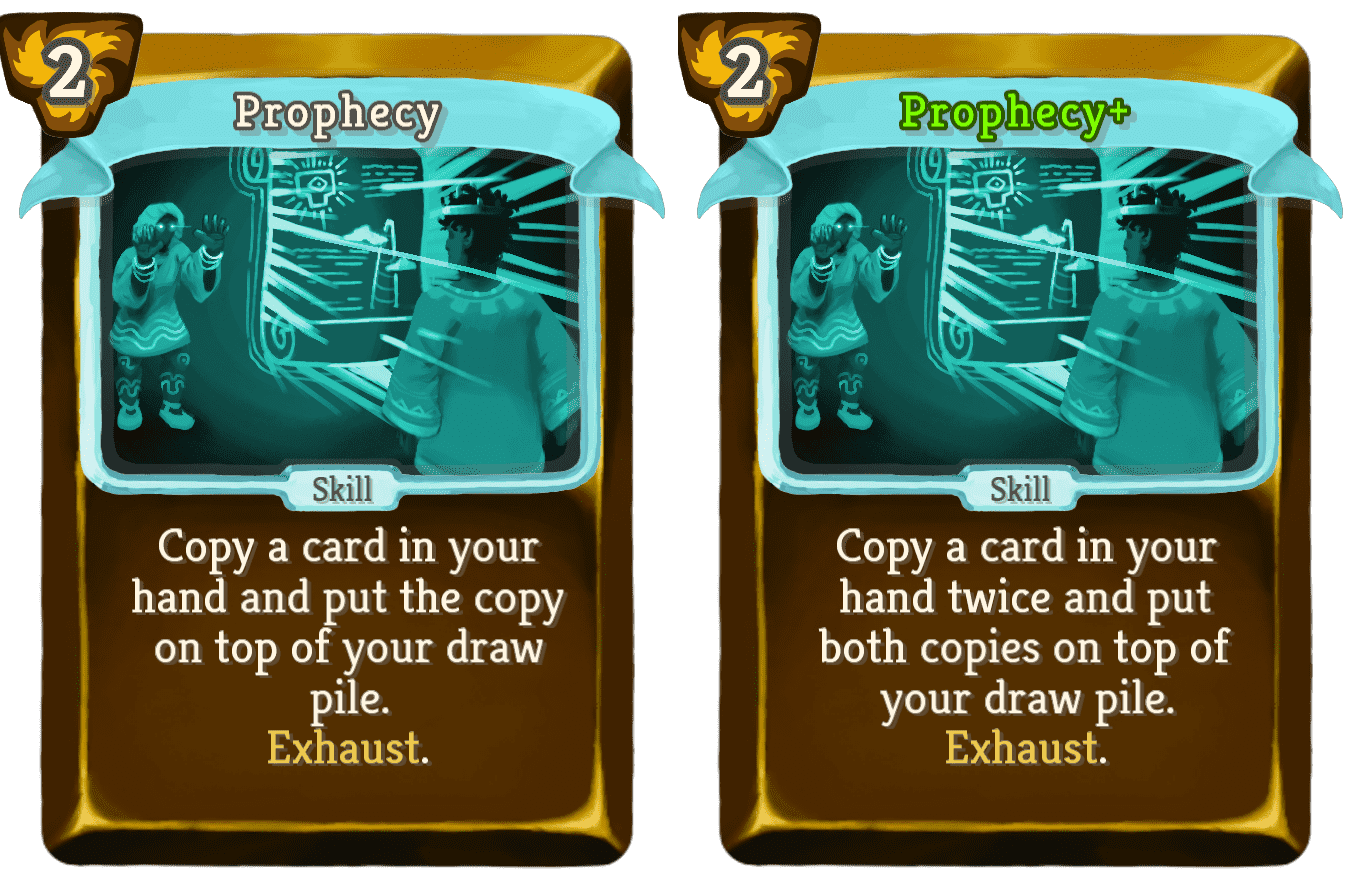 2
Prophecy
Skill
Copy a card in your
hand and put the copy
on top of your draw
pile.
Exhaust.
2
Prophecy+
Skill
Copy a card in your
hand twice and put
both copies on top of
your draw pile.
Exhaust.